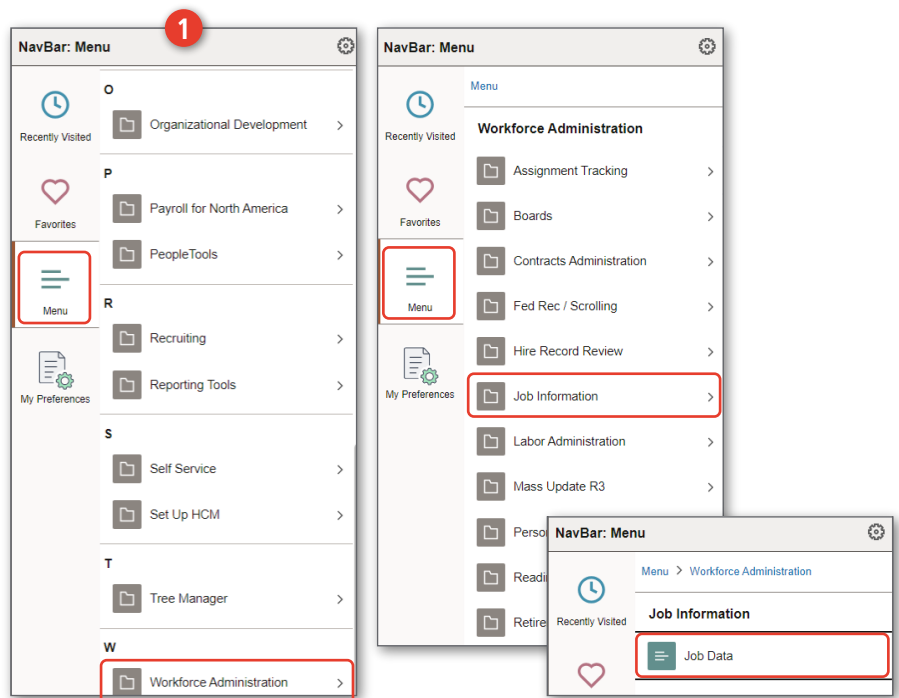 1
NavBar: Menu
Recently Visited
Favorites
Menu
My Preferences
O
Organizational Development
P
Payroll for North America
PeopleTools
R
Recruiting
Reporting Tools
S
Self Service
Set Up HCM
T
Tree Manager
W
Workforce Administration
NavBar: Menu
Recently Visited
Favorites
Menu
My Preferences
Menu
Workforce Administration
Assignment Tracking
Boards
Contracts Administration
Fed Rec / Scrolling
Hire Record Review
Job Information
Labor Administration
Mass Update R3
Perso
Readi
Retire
NavBar: Menu
Recently Visited
Menu > Workforce Administration
Job Information
Job Data